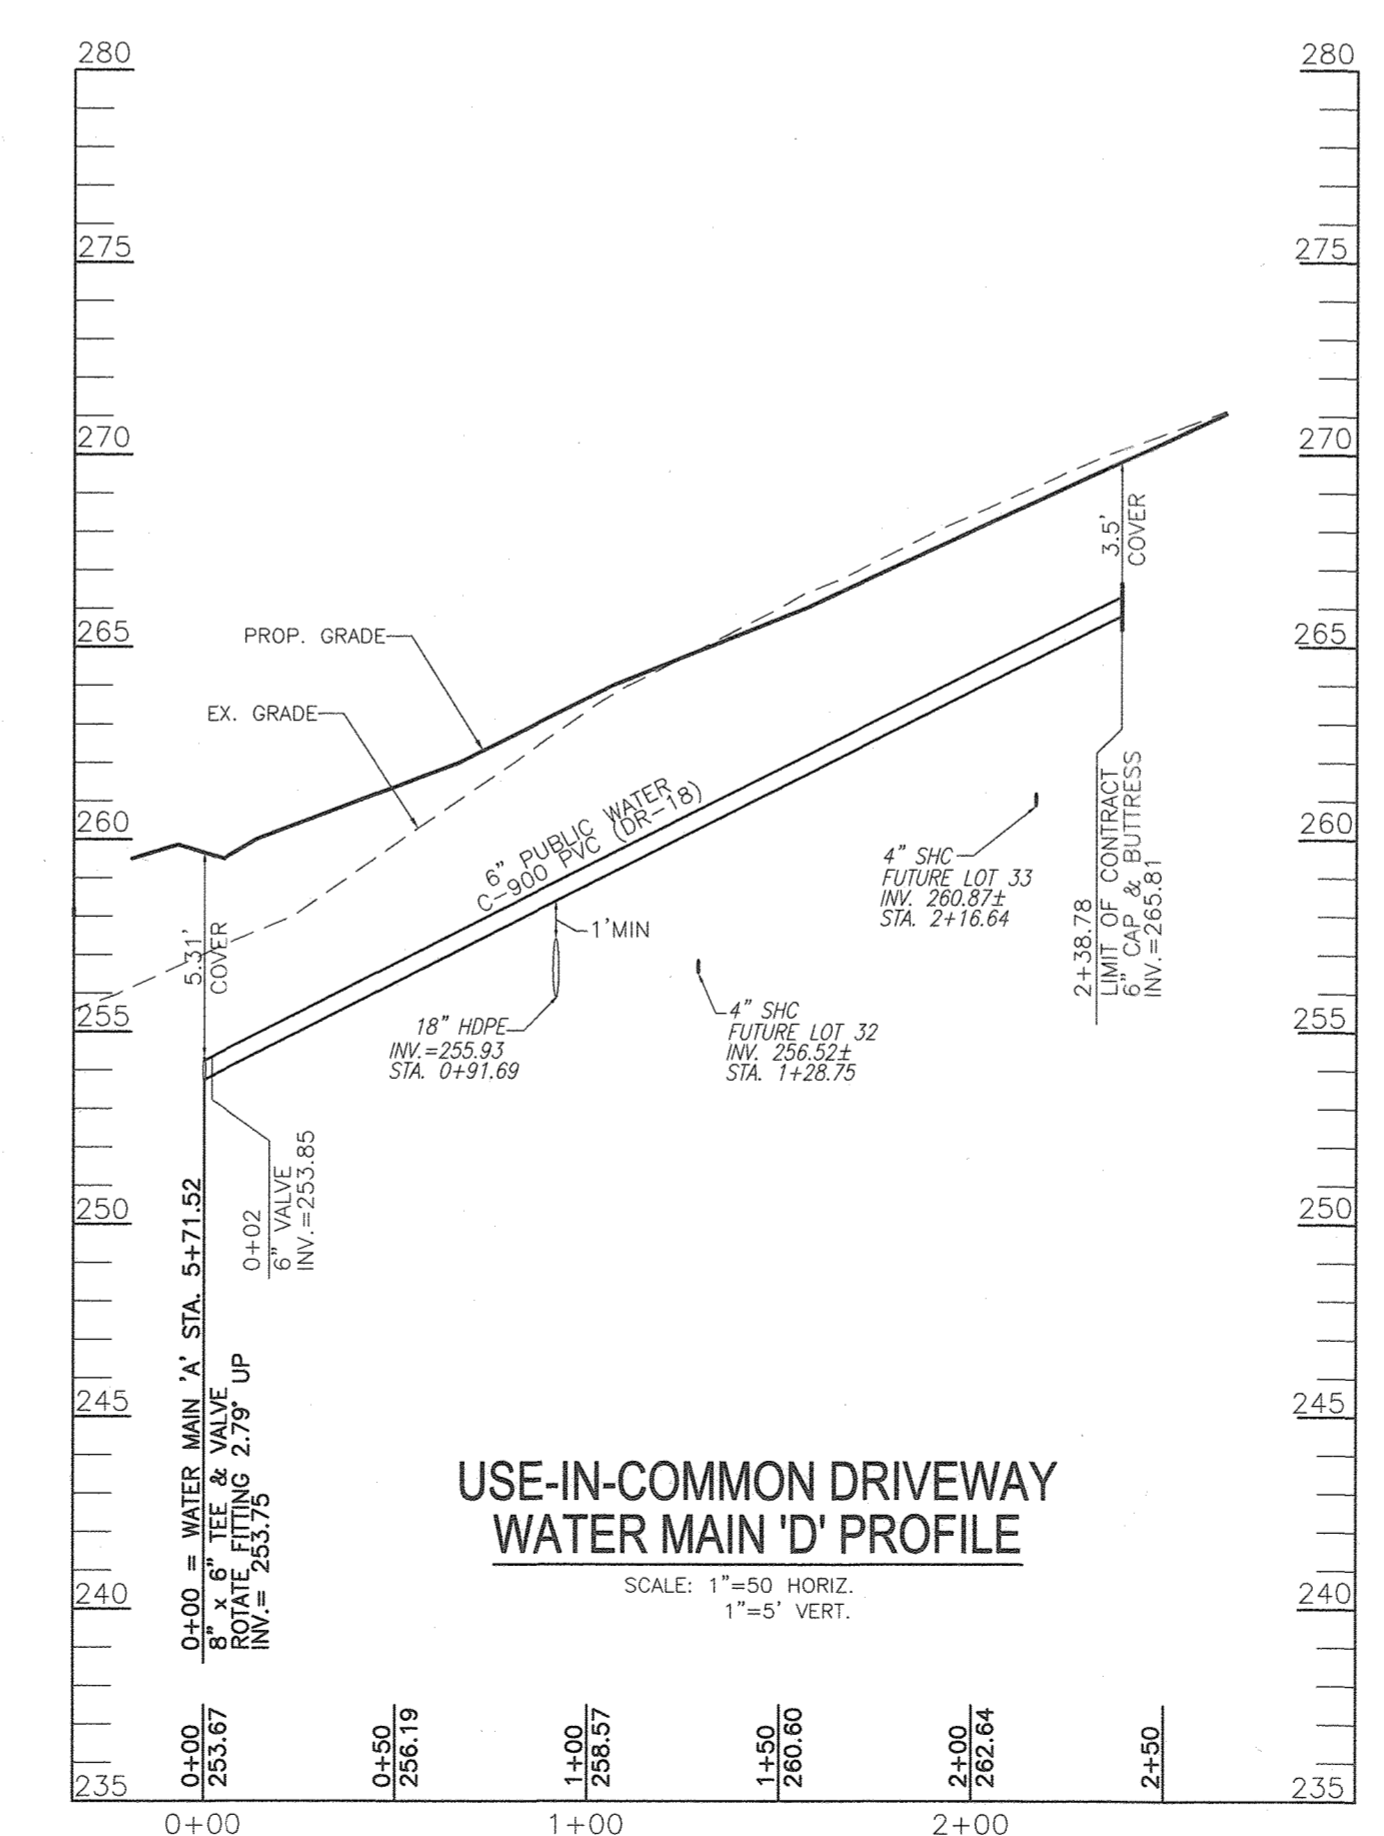 280
280
275
275
270
270
3.5'
COVER
PROP. GRADE
265
265
EX. GRADE
6" PUBLIC WATER
C-900 PVC (DR-18)
260
260
4" SHC
FUTURE LOT 33
INV. 260.87±
STA. 2+16.64
2+38.78
LIMIT OF CONTRACT
6" CAP & BUTTRESS
INV.=265.81
1'MIN
5.31'
COVER
255
255
18" HDPE
INV.=255.93
STA. 0+91.69
4" SHC
FUTURE LOT 32
INV. 256.52±
STA. 1+28.75
0+02
6" VALVE
INV.=253.85
250
250
0+00 = WATER MAIN 'A' STA. 5+71.52
8" x 6" TEE & VALVE
ROTATE FITTING 2.79° UP
INV.= 253.75
245
245
USE-IN-COMMON DRIVEWAY
WATER MAIN 'D' PROFILE
SCALE: 1"=50 HORIZ.
1"=5' VERT.
240
240
0+00
253.67
0+50
256.19
1+00
258.57
1+50
260.60
2+00
262.64
2+50
235
235
0+00
1+00
2+00